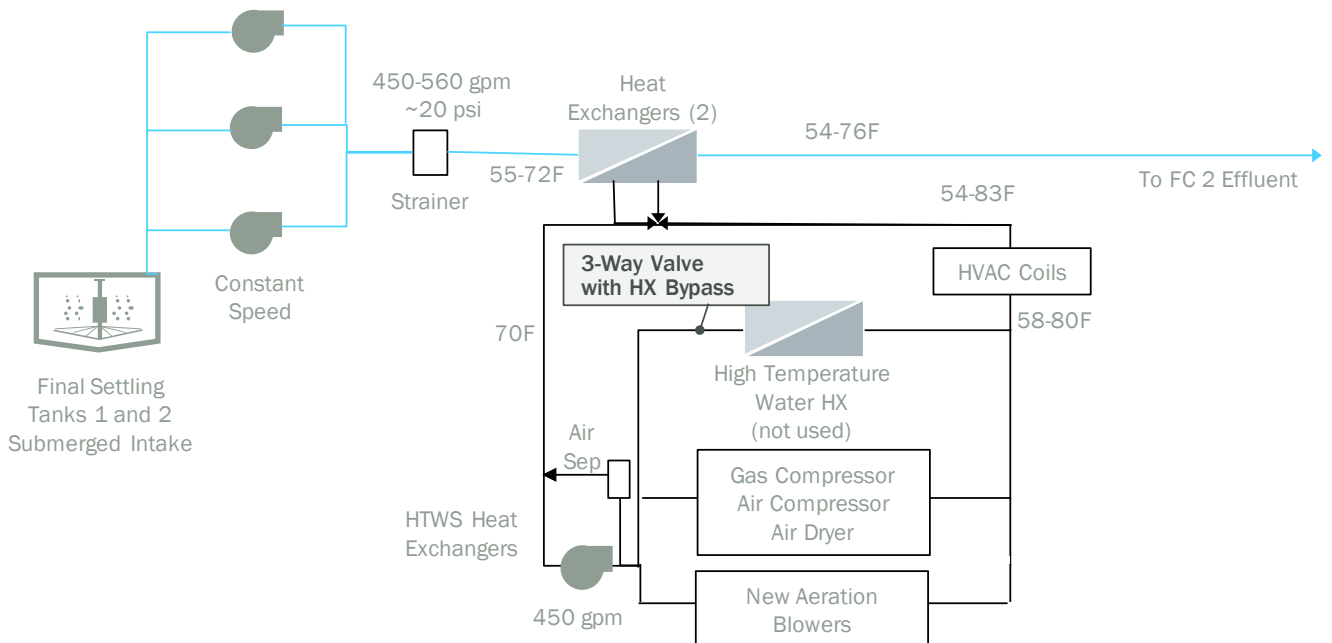 450-560 gpm
~20 psi
Heat
Exchangers (2)
54-76F
55-72F
To FC 2 Effluent
Strainer
54-83F
Constant
Speed
3-Way Valve
with HX Bypass
HVAC Coils
70F
58-80F
Final Settling
Tanks 1 and 2
Submerged Intake
High Temperature
Water HX
(not used)
Air
Sep
Gas Compressor
Air Compressor
Air Dryer
HTWS Heat
Exchangers
450 gpm
New Aeration
Blowers